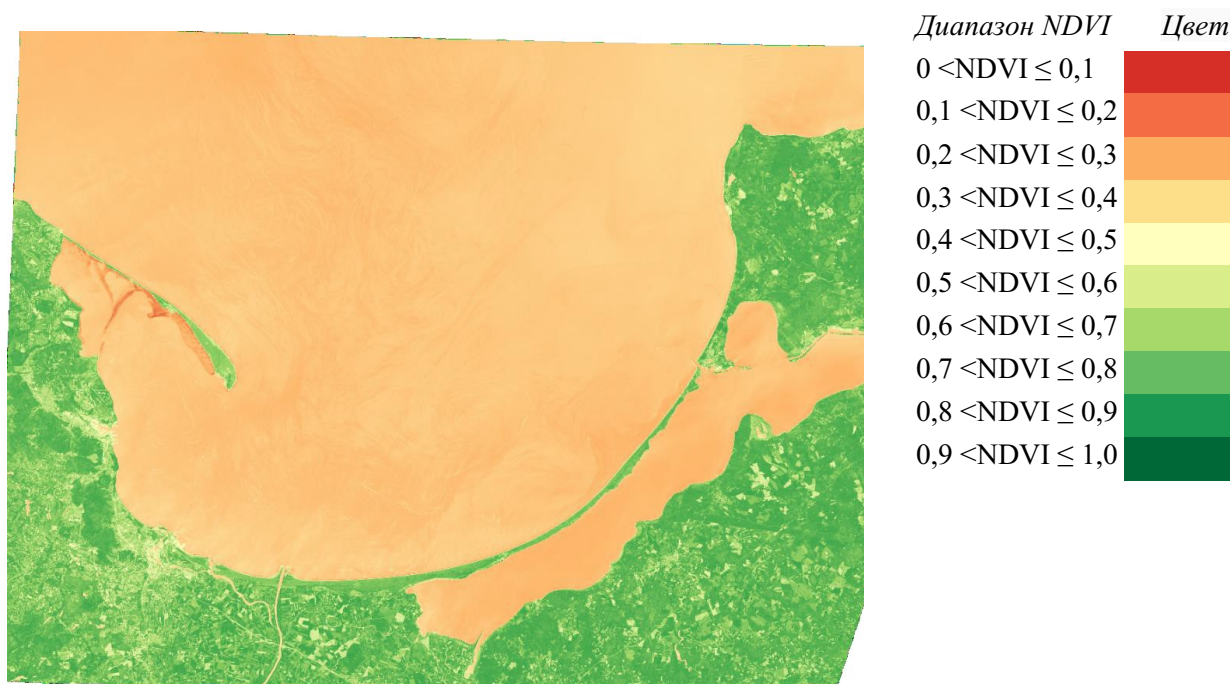 Диапазон NDVI Цвет
0 <NDVI ≤ 0,1
0,1 <NDVI ≤ 0,2
0,2 <NDVI ≤ 0,3
0,3 <NDVI ≤ 0,4
0,4 <NDVI ≤ 0,5
0,5 <NDVI ≤ 0,6
0,6 <NDVI ≤ 0,7
0,7 <NDVI ≤ 0,8
0,8 <NDVI ≤ 0,9
0,9 <NDVI ≤ 1,0